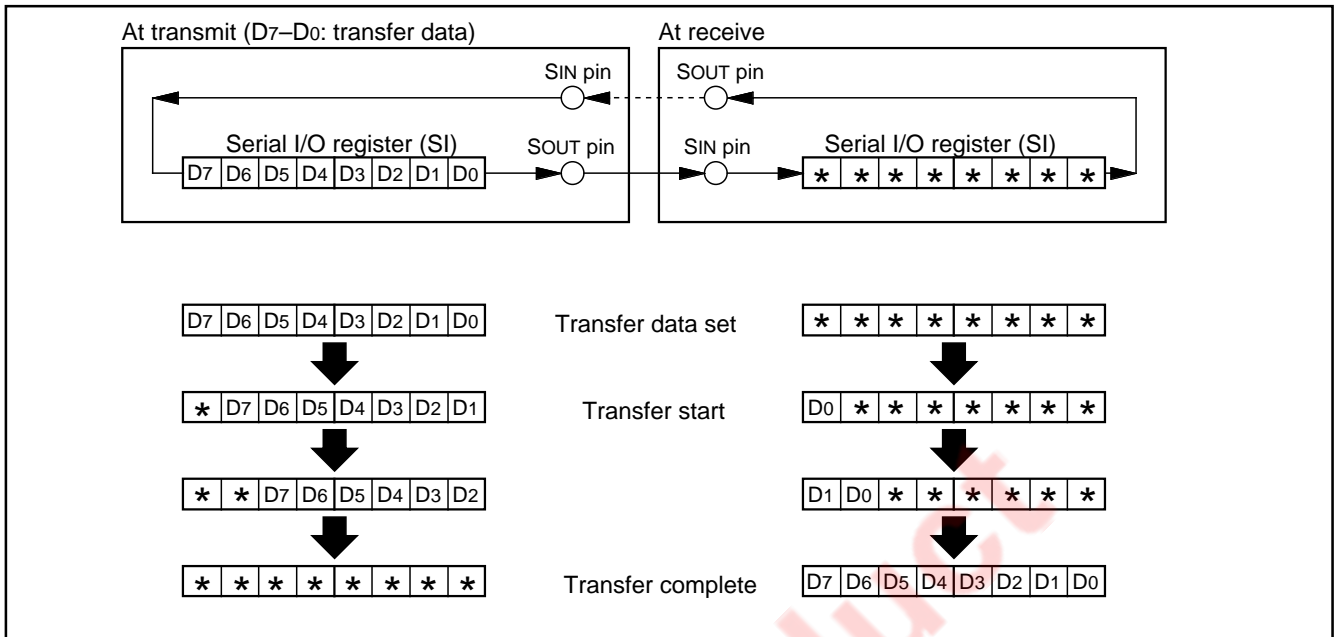 At transmit (D7–D0: transfer data)
At receive
SIN pin
SOUT pin
Serial I/O register (SI)
SOUT pin
SIN pin
Serial I/O register (SI)
D7 D6 D5 D4 D3 D2 D1 D0
* * * * * * * *
D7 D6 D5 D4 D3 D2 D1 D0
Transfer data set
* * * * * * * *
* D7 D6 D5 D4 D3 D2 D1
Transfer start
D0 * * * * * * *
* * D7 D6 D5 D4 D3 D2
D1 D0 * * * * * *
* * * * * * * *
Transfer complete
D7 D6 D5 D4 D3 D2 D1 D0